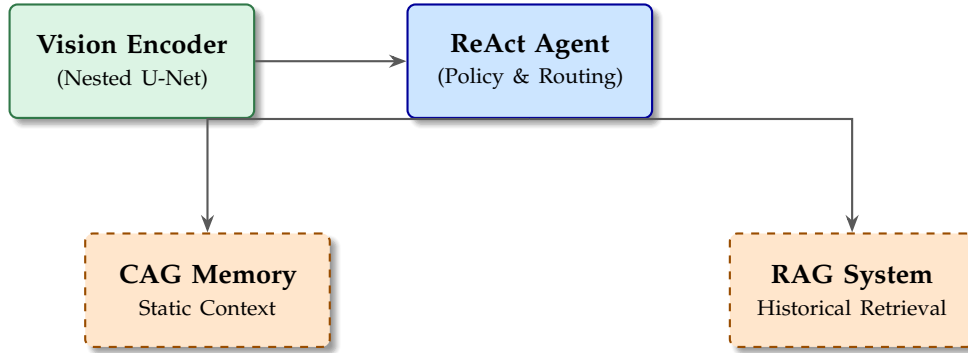 Vision Encoder
(Nested U-Net)
ReAct Agent
(Policy & Routing)
CAG Memory
Static Context
RAG System
Historical Retrieval